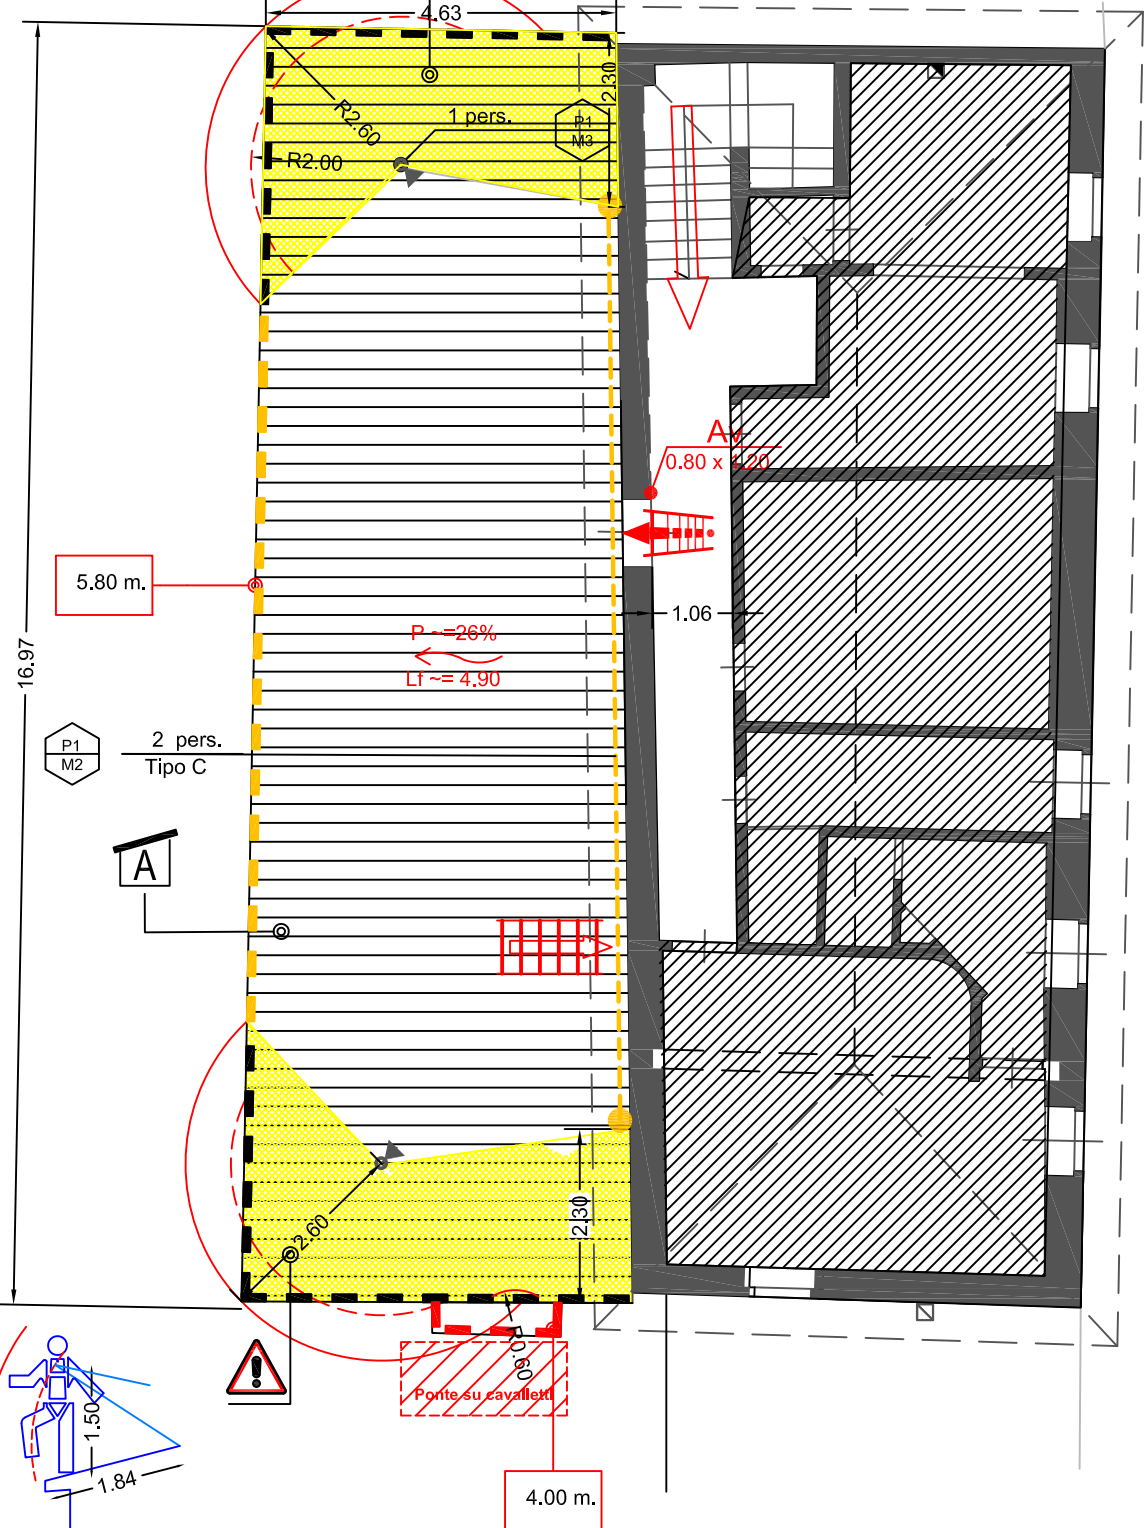 4.63
2.30
R2.60
1 pers.
P1
M3
R2.00
Av
0.80 x 1.20
5.80 m.
1.06
P ~=26%
Lf ~= 4.90
16.97
P1
M2
2 pers.
Tipo C
A
2.60
2.30
R0.60
Ponte su cavalletti
1.50
1.84
4.00 m.